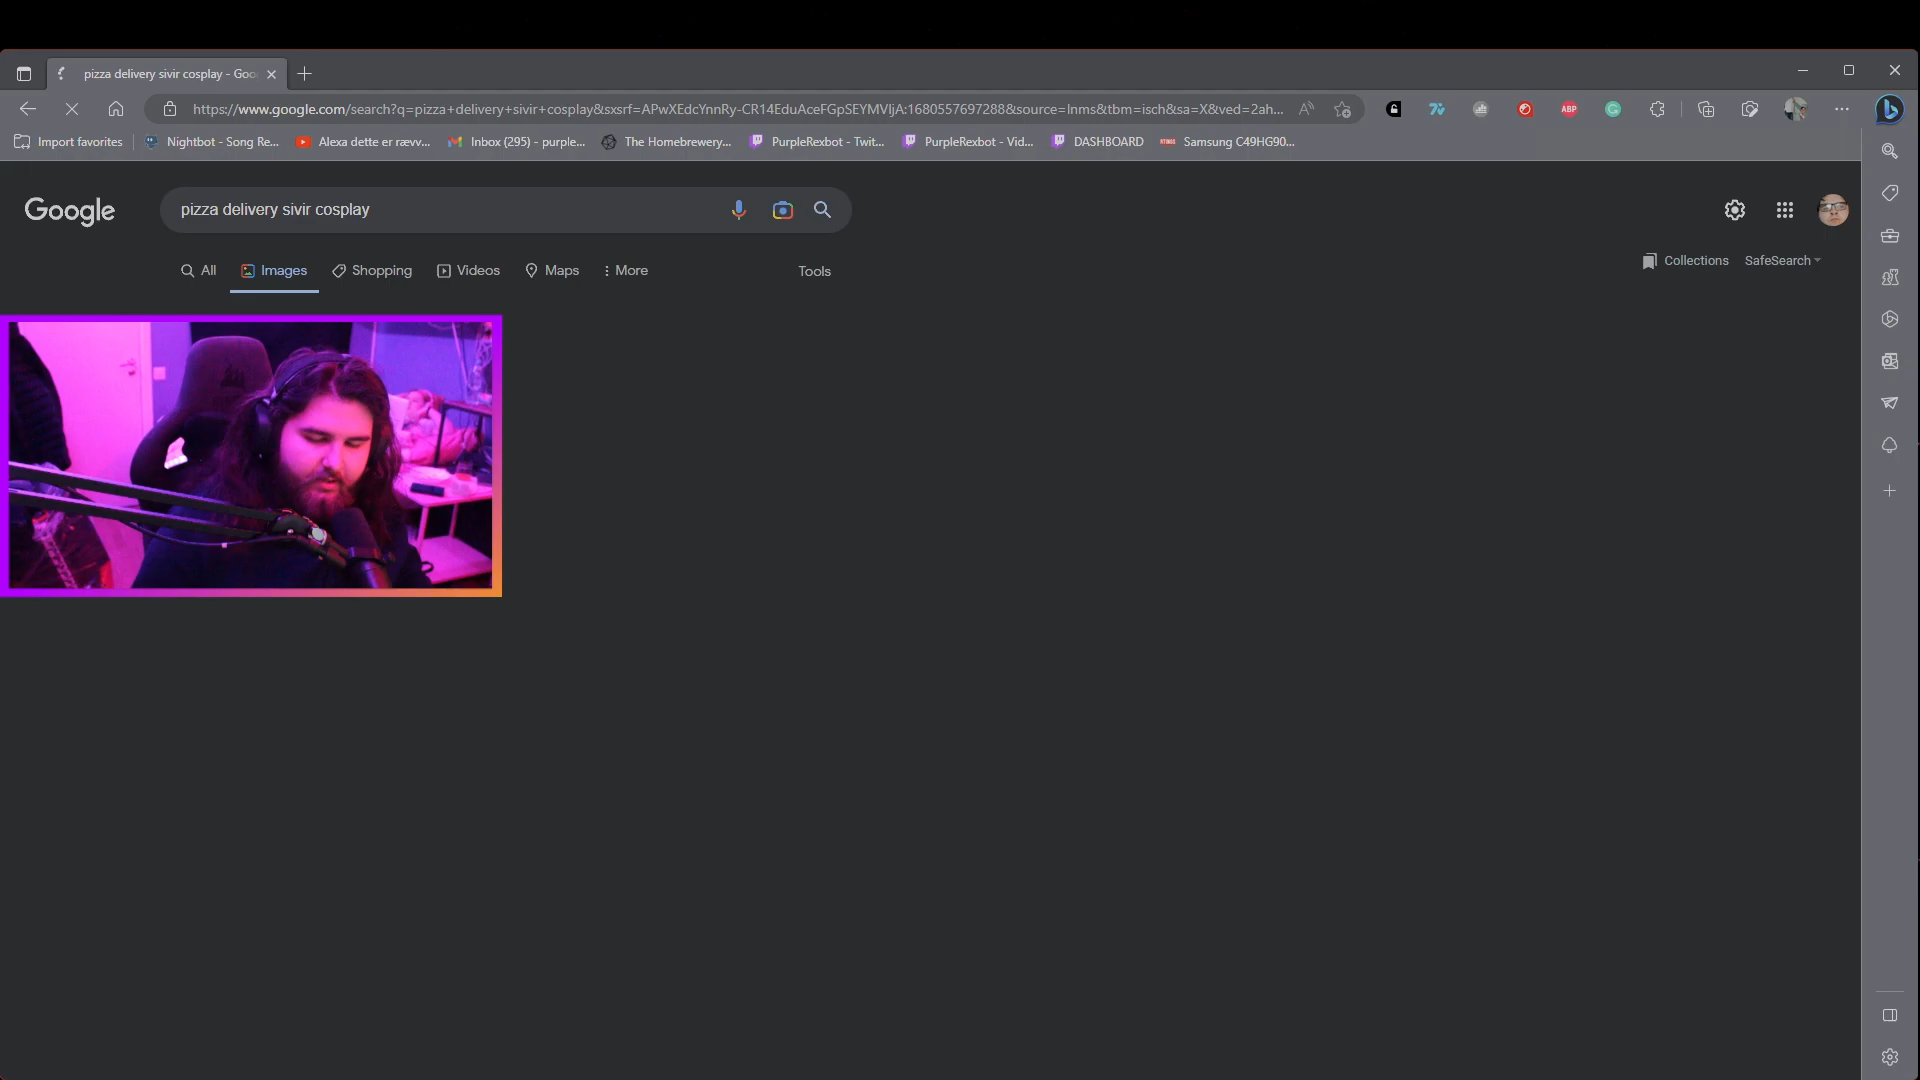 pizza delivery sivir cosplay - Goo
https://www.google.com/search?q=pizza+delivery+sivir+cosplay&sxsrf=APwXEdcYnnRy-CR14EduAceFGpSEYMVIjA:1680557697288&source=lnms&tbm=isch&sa=X&ved=2ah...
ABP
Import favorites
Nightbot - Song Re...
Alexa dette er rævv...
Inbox (295) - purple...
The Homebrewery...
PurpleRexbot - Twit...
PurpleRexbot - Vid...
DASHBOARD
Samsung C49HG90...
Google
pizza delivery sivir cosplay
All
Images
Shopping
Videos
Maps
More
Tools
Collections
SafeSearch